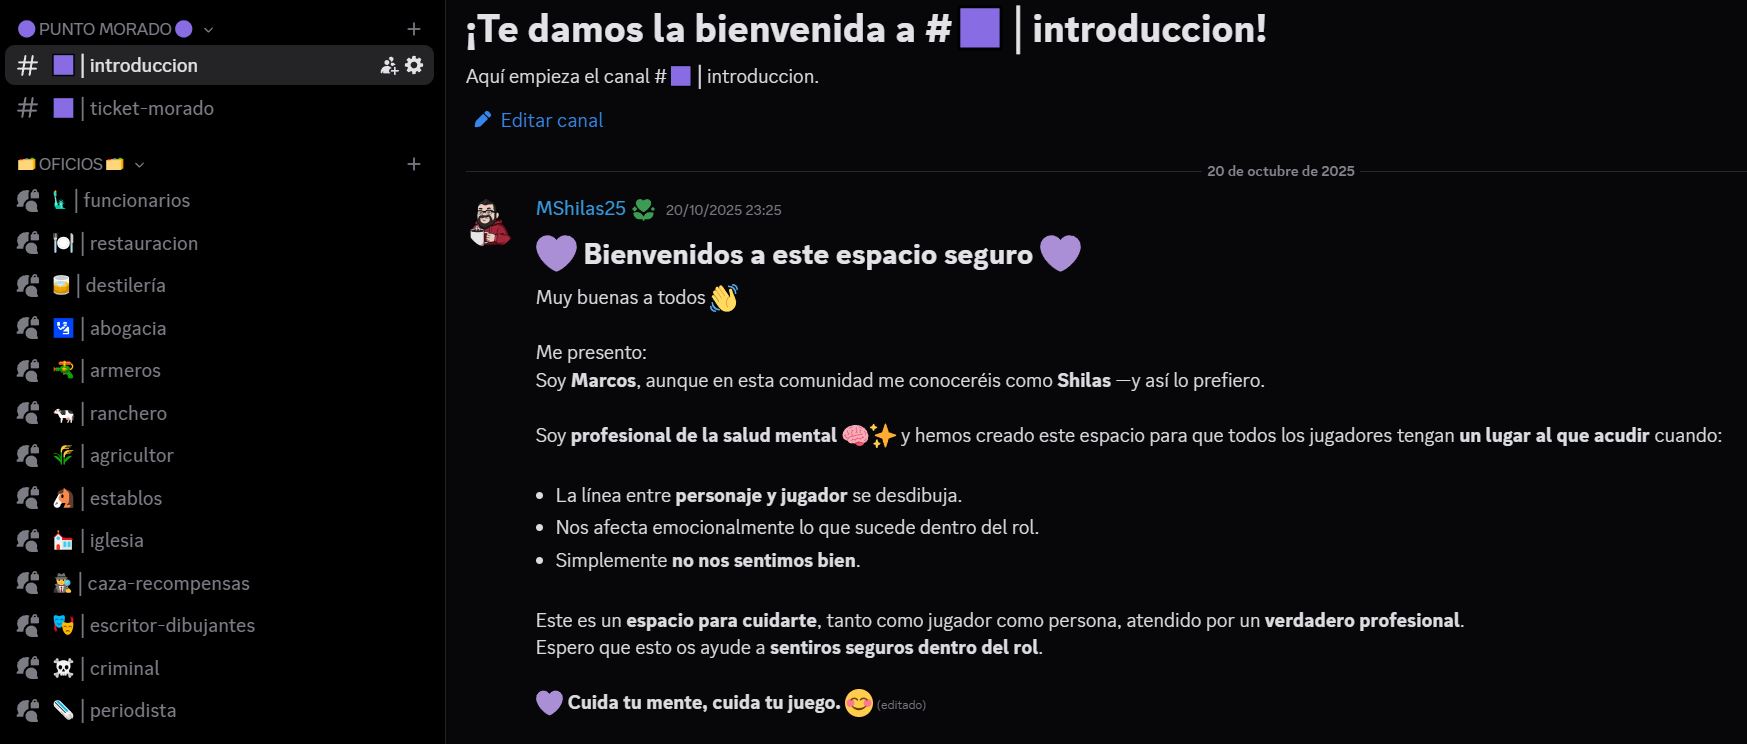 PUNTO MORADO
# | introduccion
# | ticket-morado
OFICIOS
| funcionarios
| restauracion
| destilería
| abogacia
| armeros
| ranchero
| agricultor
| establos
| iglesia
| caza-recompensas
| escritor-dibujantes
| criminal
| periodista
¡Te damos la bienvenida a #🟪 | introduccion!
Aquí empieza el canal #🟪 | introduccion.
Editar canal
20 de octubre de 2025
MShilas25 20/10/2025 23:25
💜 Bienvenidos a este espacio seguro 💜
Muy buenas a todos 👋
Me presento:
Soy Marcos, aunque en esta comunidad me conoceréis como Shilas —y así lo prefiero.
Soy profesional de la salud mental 🧠✨ y hemos creado este espacio para que todos los jugadores tengan un lugar al que acudir cuando:
• La línea entre personaje y jugador se desdibuja.
• Nos afecta emocionalmente lo que sucede dentro del rol.
• Simplemente no nos sentimos bien.
Este es un espacio para cuidarte, tanto como jugador como persona, atendido por un verdadero profesional.
Espero que esto os ayude a sentiros seguros dentro del rol.
💜 Cuida tu mente, cuida tu juego. 😊 (editado)